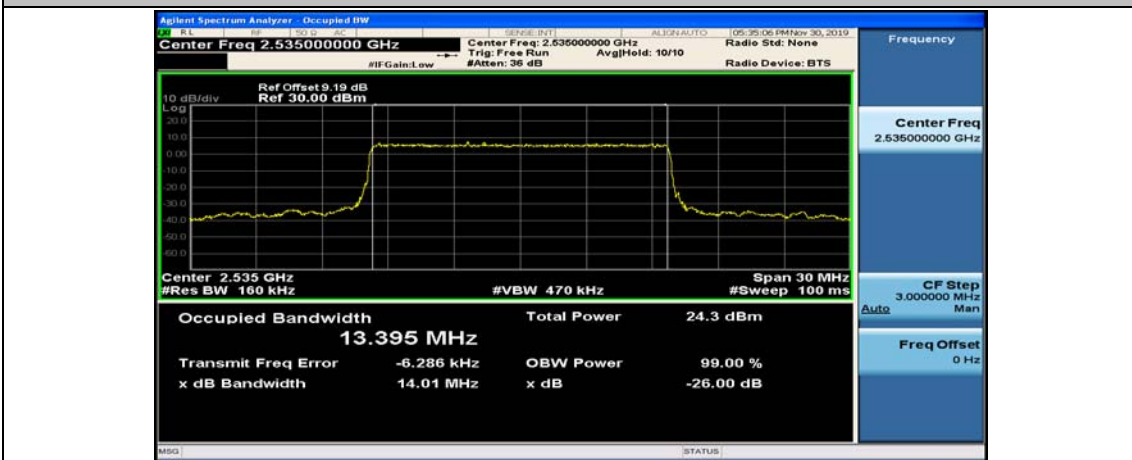 Agilent Spectrum Analyzer - Occupied BW
RL RF 50 Ω AC SENSE:INT ALIGN AUTO 05:35:06 PM Nov 30, 2019
Center Freq 2.535000000 GHz
Center Freq: 2.535000000 GHz
Radio Std: None
Trig: Free Run Avg|Hold: 10/10
#IFGain:Low #Atten: 36 dB Radio Device: BTS
Frequency
Ref Offset 9.19 dB
10 dB/div Ref 30.00 dBm
Log
20.0
10.0
0.00
-10.0
-20.0
-30.0
-40.0
-50.0
-60.0
Center 2.535 GHz Span 30 MHz
#Res BW 160 kHz #VBW 470 kHz #Sweep 100 ms
Center Freq
2.535000000 GHz
CF Step
3.000000 MHz
Auto Man
Freq Offset
0 Hz
Occupied Bandwidth Total Power 24.3 dBm
13.395 MHz
Transmit Freq Error -6.286 kHz OBW Power 99.00 %
x dB Bandwidth 14.01 MHz x dB -26.00 dB
MSG STATUS